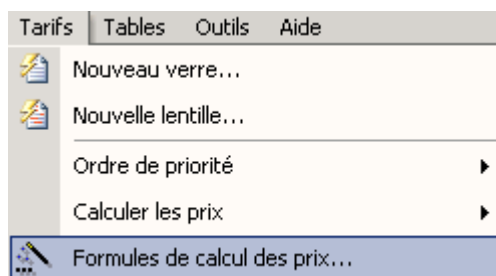 Tarifs Tables Outils Aide
Nouveau verre...
Nouvelle lentille...
Ordre de priorité
Calculer les prix
Formules de calcul des prix...